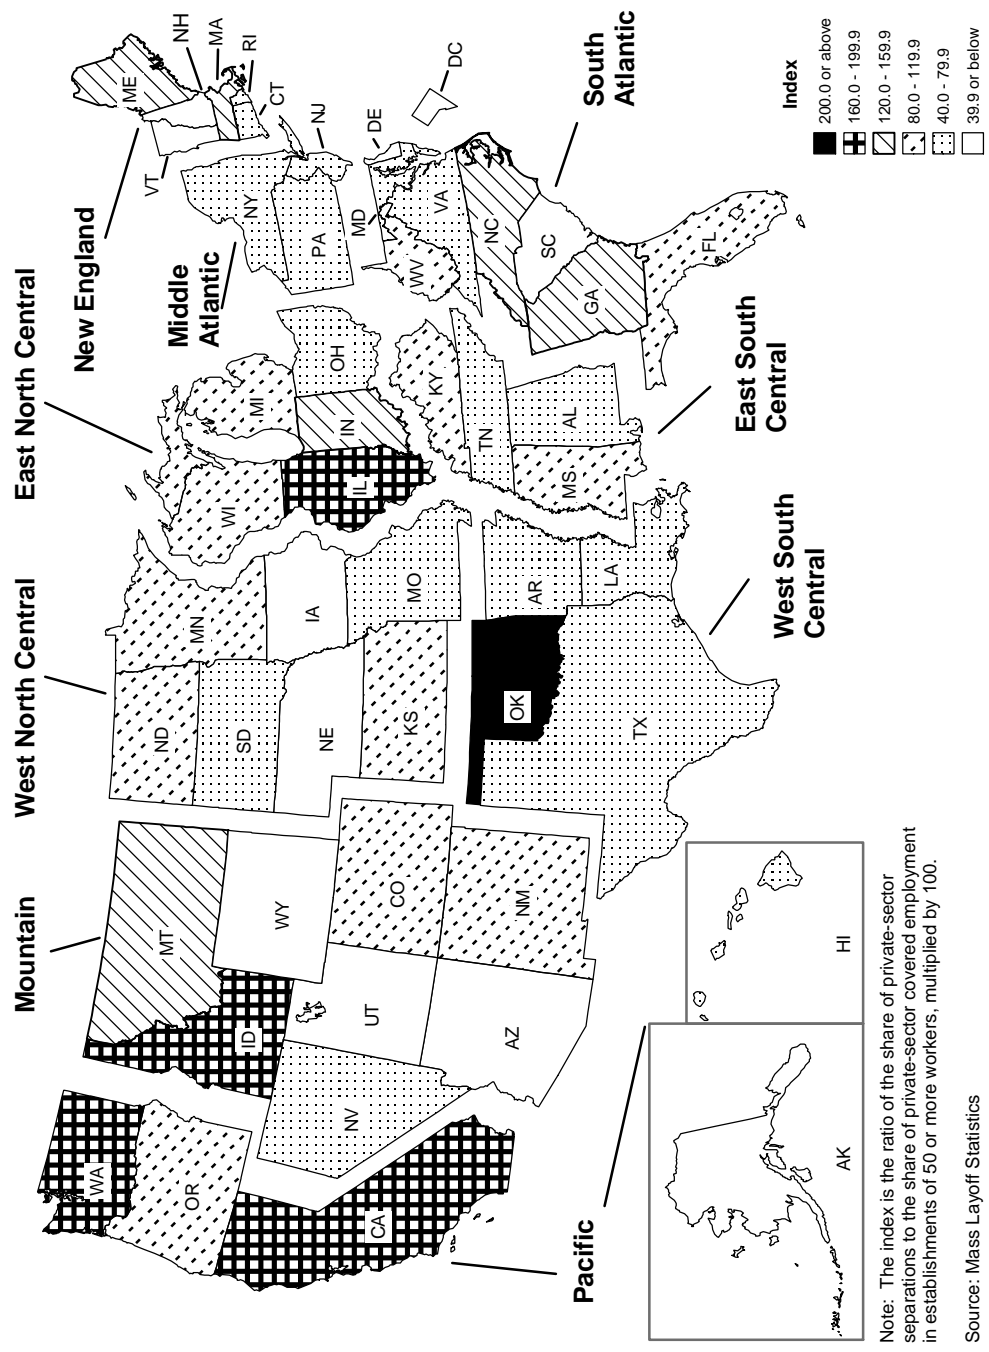 Mountain
West North Central
East North Central
New England
Middle
Atlantic
South
Atlantic
East South
Central
West South
Central
Pacific
WA
OR
CA
ID
NV
MT
WY
UT
AZ
CO
NM
ND
SD
NE
KS
MN
IA
MO
OK
TX
AR
LA
WI
MI
IL
IN
OH
KY
TN
MS
AL
NY
PA
NJ
ME
VT
NH
MA
RI
CT
DE
MD
DC
WV
VA
NC
SC
GA
FL
AK
HI
Index
200.0 or above
160.0 - 199.9
120.0 - 159.9
80.0 - 119.9
40.0 - 79.9
39.9 or below
Note: The index is the ratio of the share of private-sector
separations to the share of private-sector covered employment
in establishments of 50 or more workers, multiplied by 100.
Source: Mass Layoff Statistics